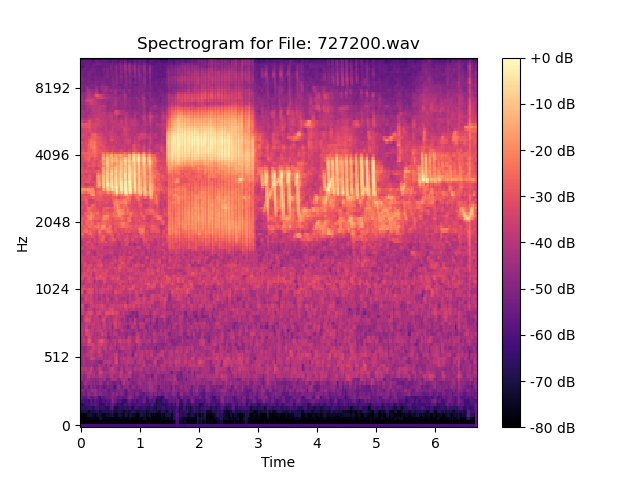 Spectrogram for File: 727200.wav
8192
4096
2048
1024
512
0
Hz
0 1 2 3 4 5 6
Time
+0 dB
-10 dB
-20 dB
-30 dB
-40 dB
-50 dB
-60 dB
-70 dB
-80 dB